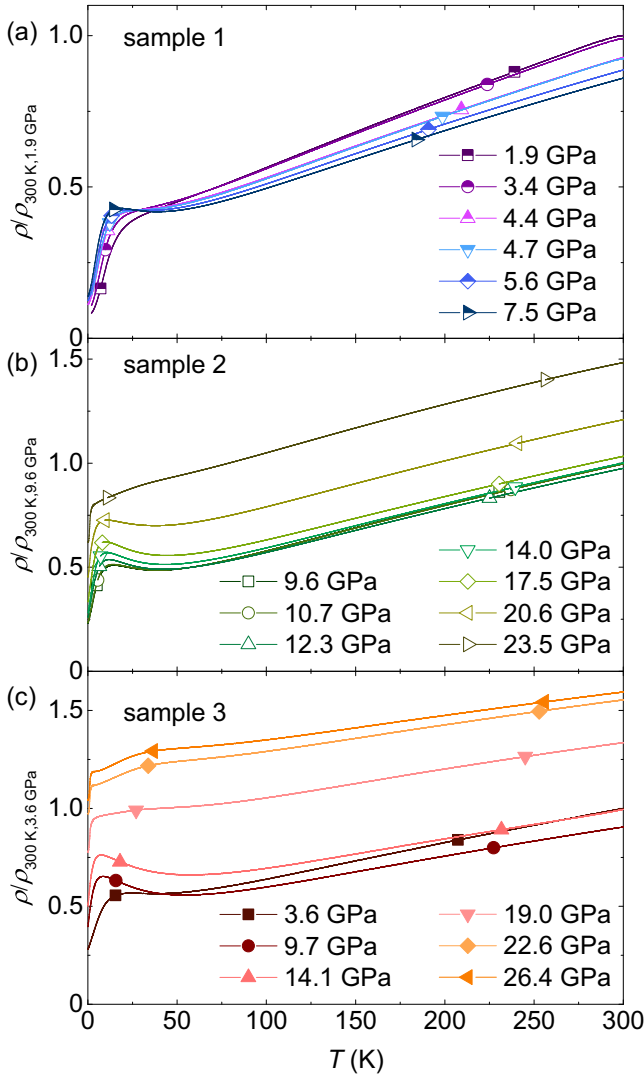 (a)
sample 1
1.0
0.5
0
ρ/ρ300 K,1.9 GPa
1.9 GPa
3.4 GPa
4.4 GPa
4.7 GPa
5.6 GPa
7.5 GPa
(b)
sample 2
1.5
1.0
0.5
0
ρ/ρ300 K,9.6 GPa
9.6 GPa
10.7 GPa
12.3 GPa
14.0 GPa
17.5 GPa
20.6 GPa
23.5 GPa
(c)
sample 3
1.5
1.0
0.5
0
ρ/ρ300 K,3.6 GPa
3.6 GPa
9.7 GPa
14.1 GPa
19.0 GPa
22.6 GPa
26.4 GPa
0 50 100 150 200 250 300
T (K)